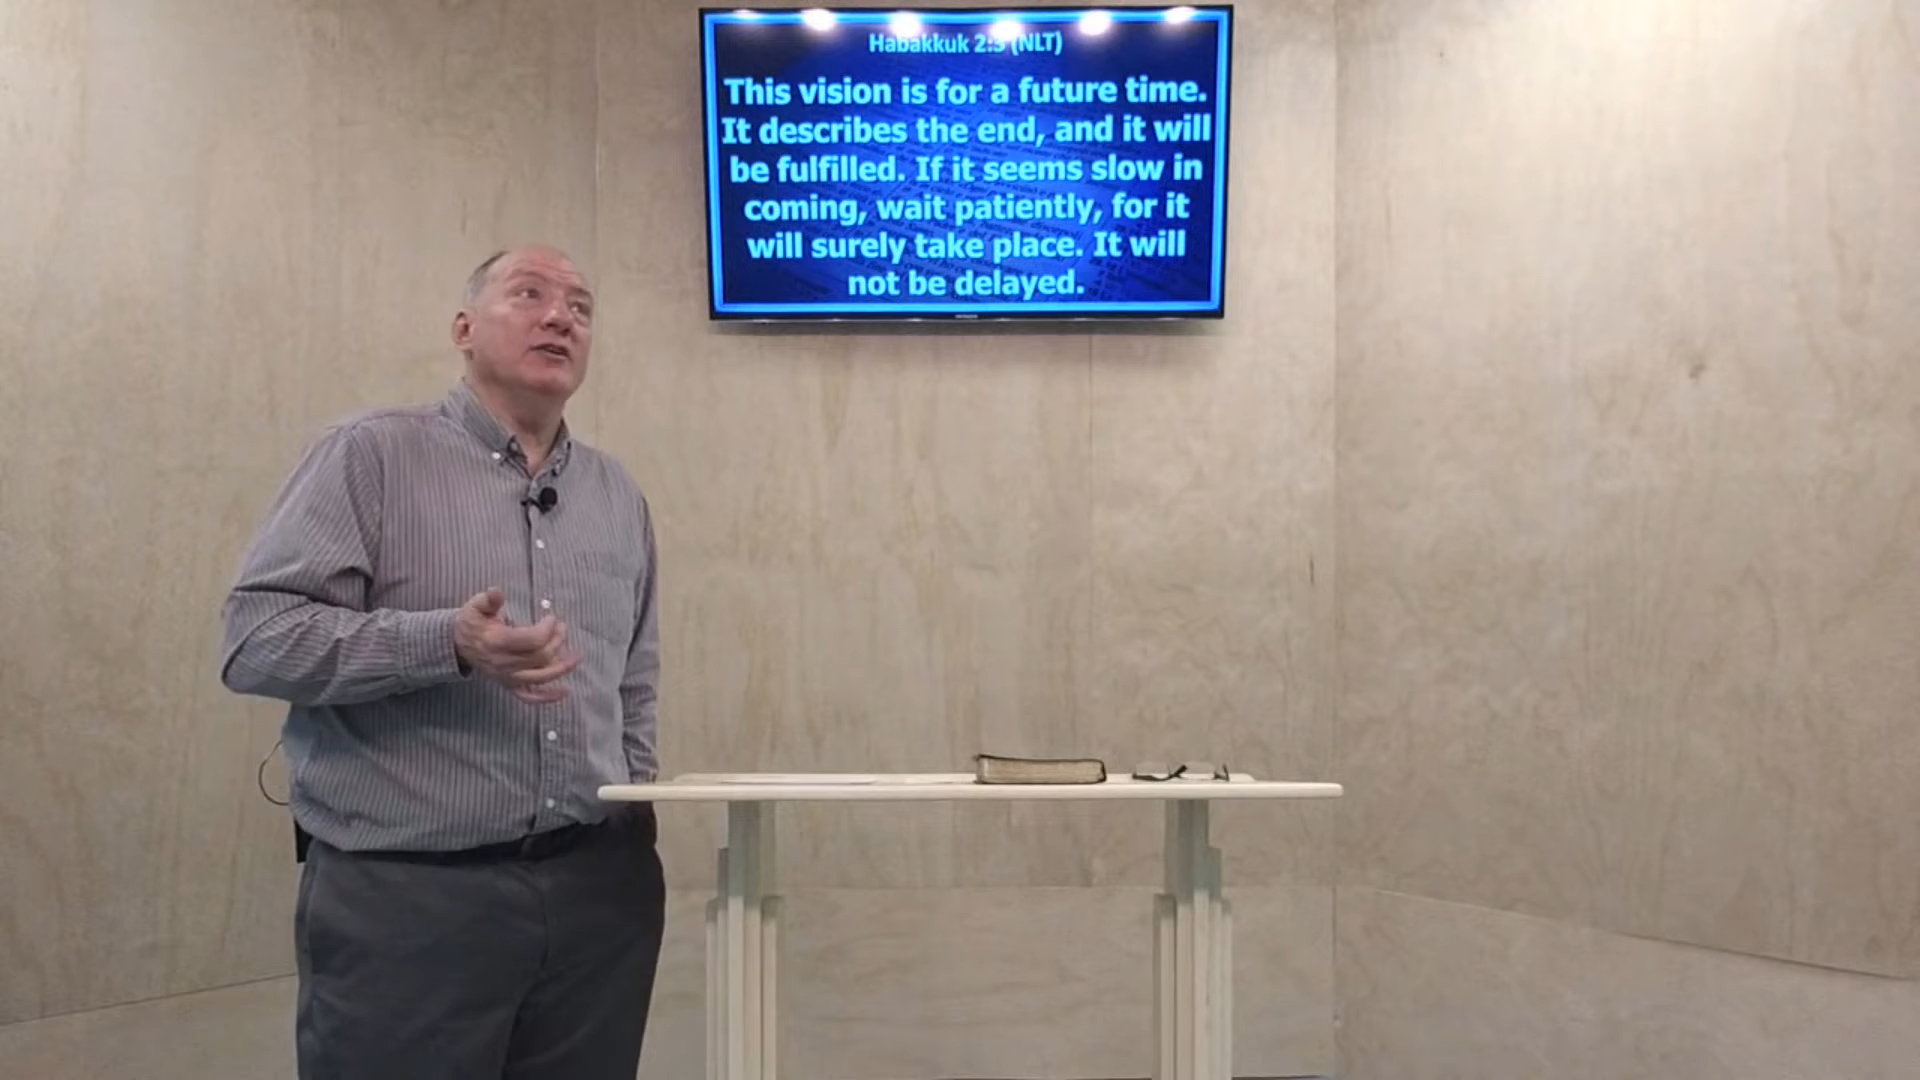 Habakkuk 2:3 (NLT)
This vision is for a future time.
It describes the end, and it will
be fulfilled. If it seems slow in
coming, wait patiently, for it
will surely take place. It will
not be delayed.